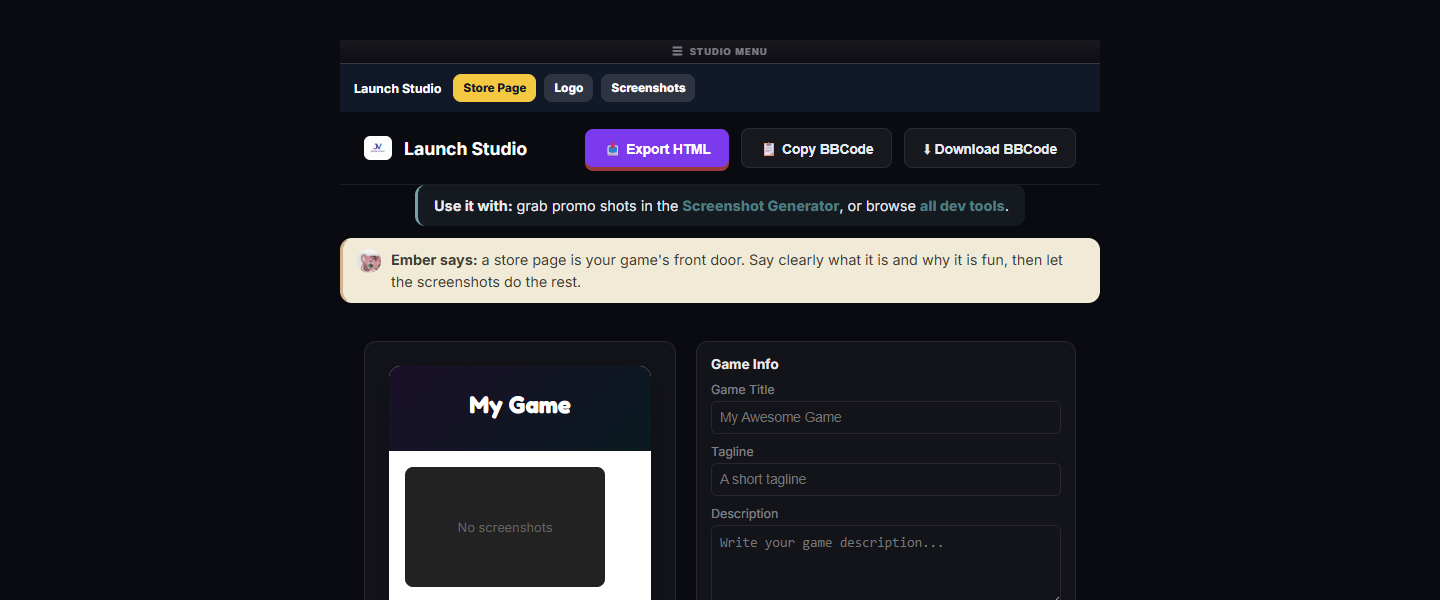 ☰ STUDIO MENU
Launch Studio Store Page Logo Screenshots
Launch Studio Export HTML Copy BBCode ⬇ Download BBCode
Use it with: grab promo shots in the Screenshot Generator, or browse all dev tools.
Ember says: a store page is your game's front door. Say clearly what it is and why it is fun, then let
the screenshots do the rest.
My Game
No screenshots
Game Info
Game Title
My Awesome Game
Tagline
A short tagline
Description
Write your game description...